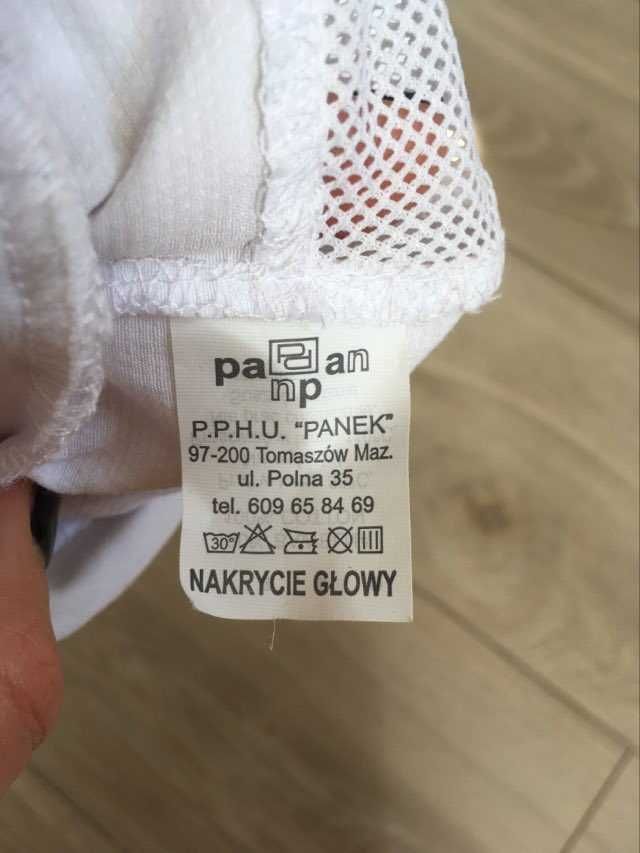 pa an
np
P.P.H.U. "PANEK"
97-200 Tomaszów Maz.
ul. Polna 35
tel. 609 65 84 69
30°
NAKRYCIE GŁOWY